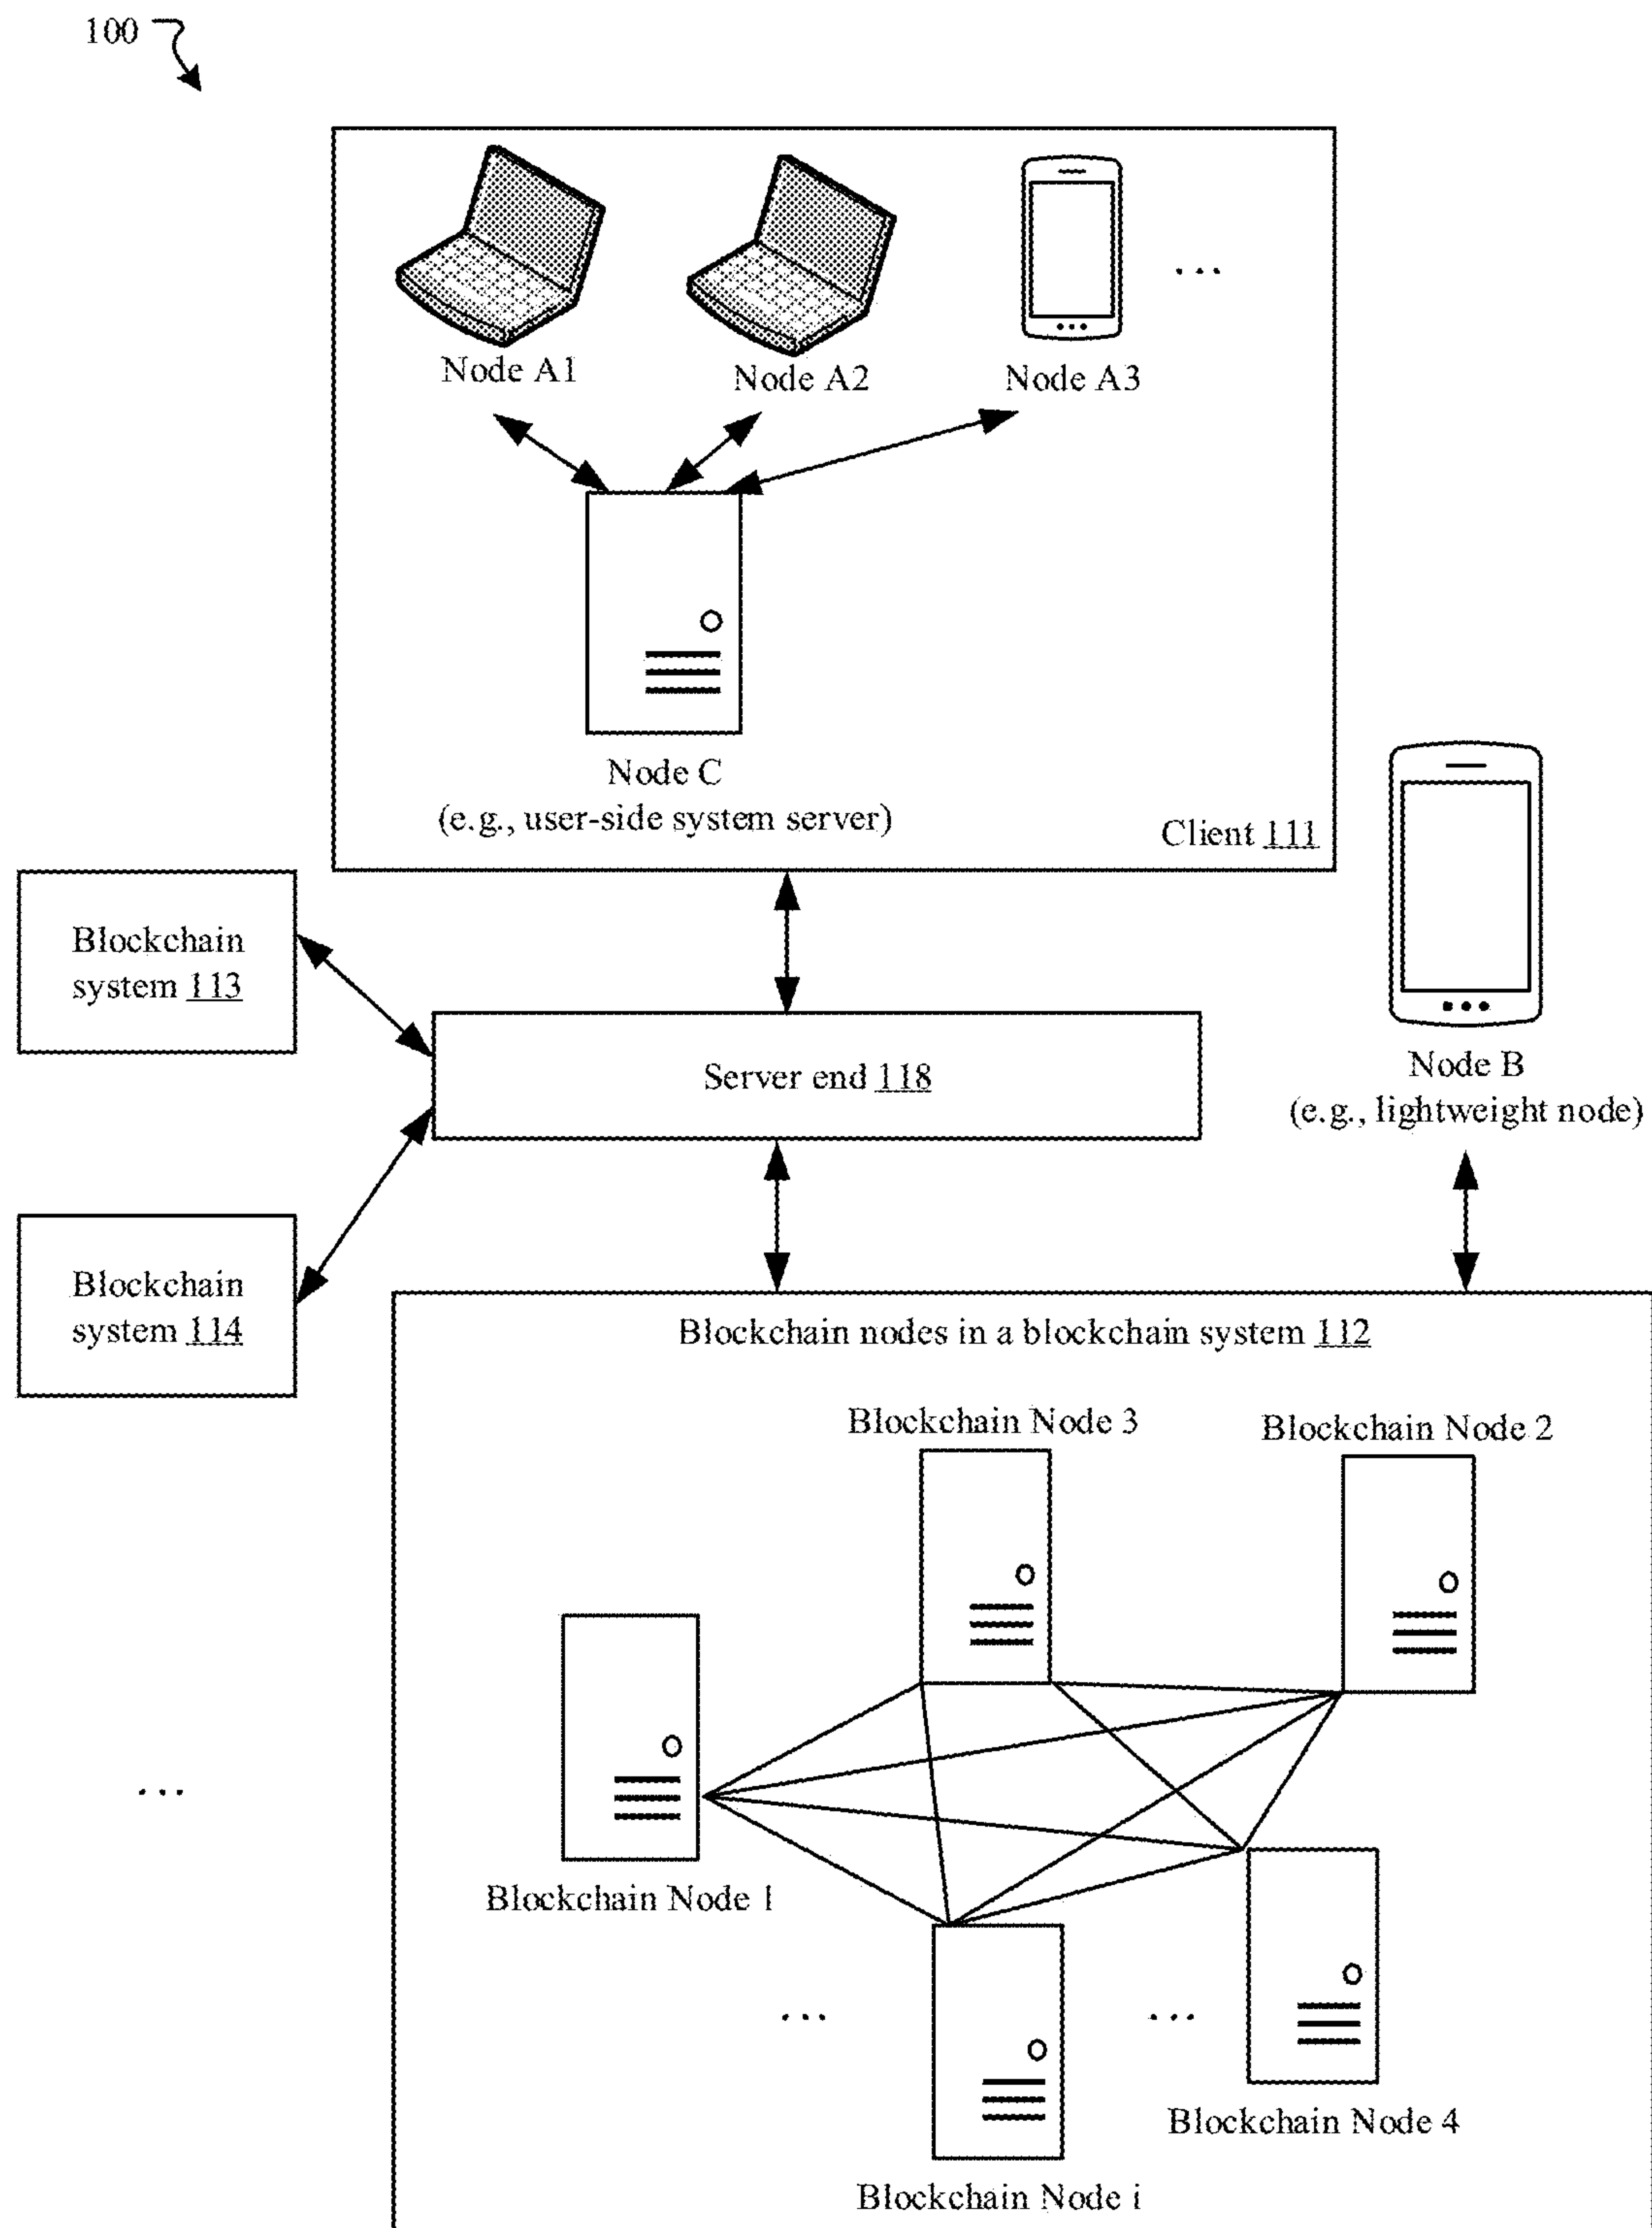 100
Node A1
Node A2
Node A3
...
Node C
(e.g., user-side system server)
Client 111
Blockchain
system 113
Server end 118
Node B
(e.g., lightweight node)
Blockchain
system 114
Blockchain nodes in a blockchain system 112
Blockchain Node 3
Blockchain Node 2
...
Blockchain Node 1
...
...
Blockchain Node 4
Blockchain Node i